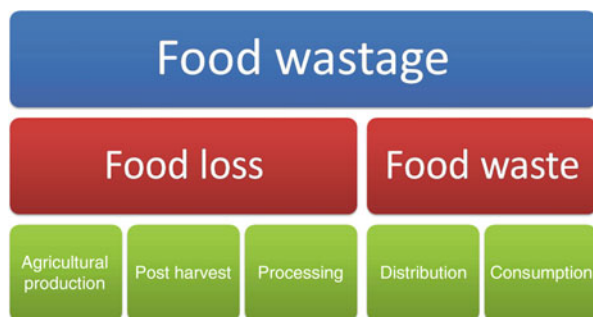 Food wastage
Food loss
Food waste
Agricultural
production
Post harvest
Processing
Distribution
Consumption